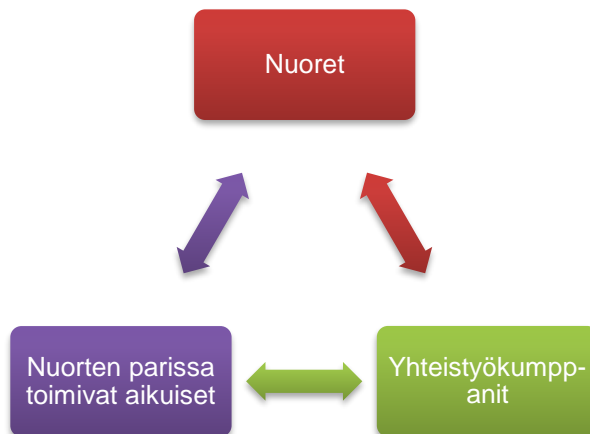 Nuoret
Nuorten parissa
toimivat aikuiset
Yhteistyökumpp-
anit